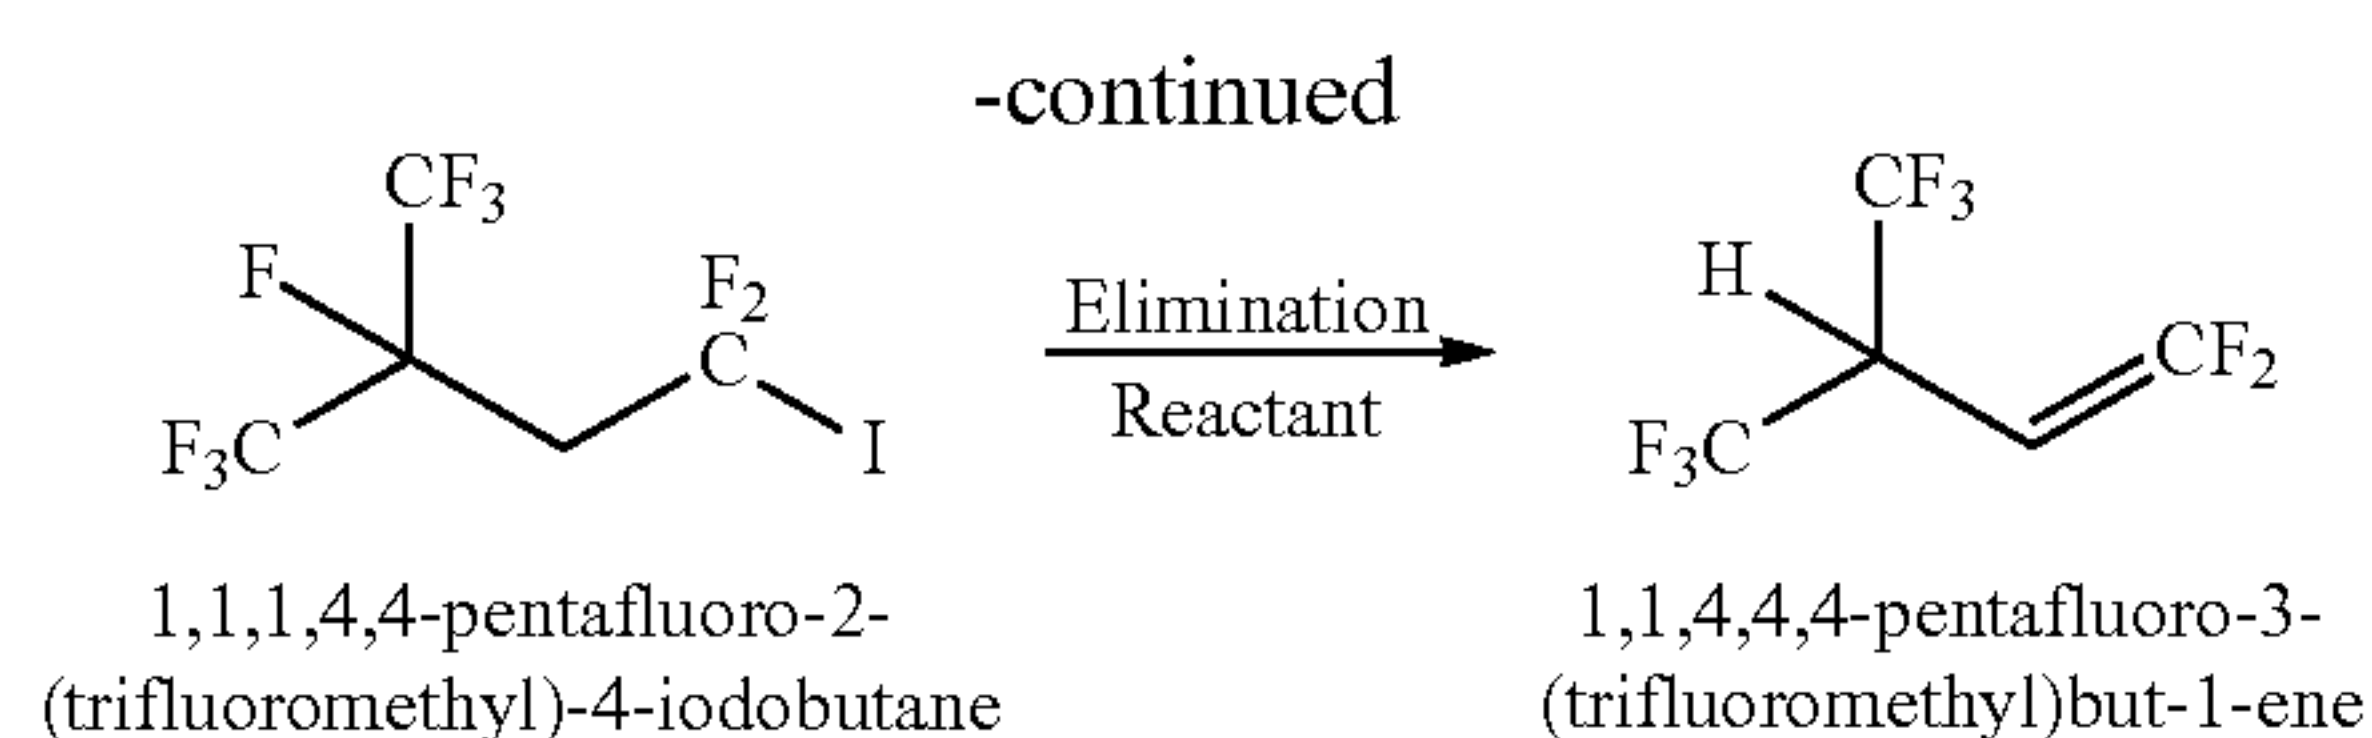 -continued
CF3
F
F2
C
F3C
I
Elimination
Reactant
CF3
H
CF2
F3C
1,1,1,4,4-pentafluoro-2-
(trifluoromethyl)-4-iodobutane
1,1,4,4,4-pentafluoro-3-
(trifluoromethyl)but-1-ene